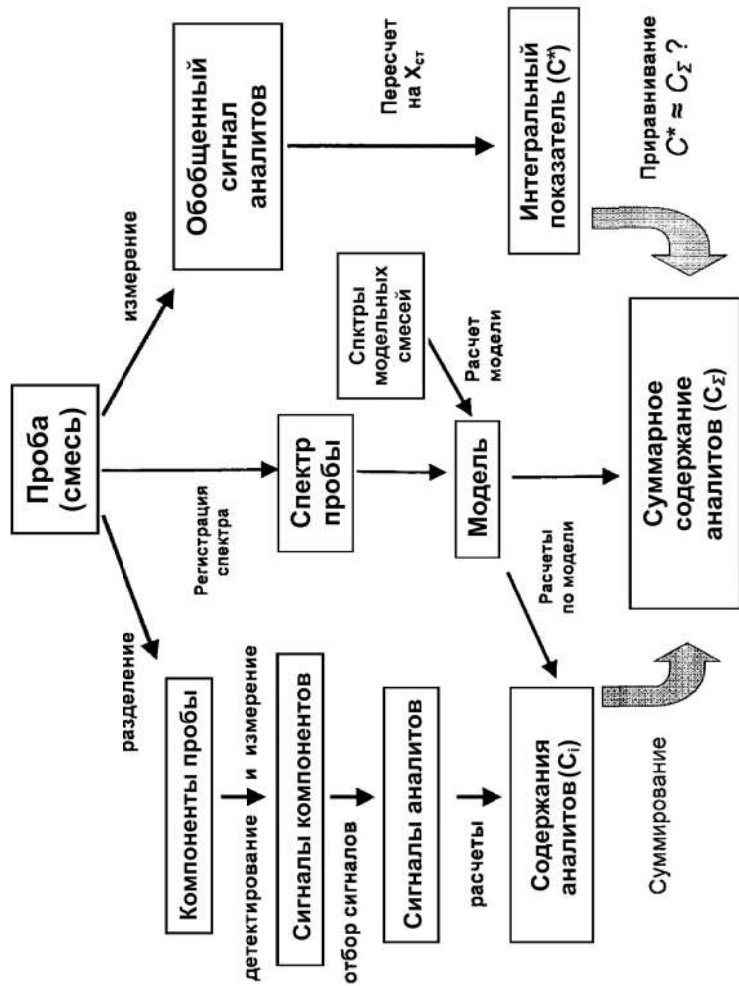 Проба
(смесь)
разделение
Регистрация
спектра
измерение
Компоненты пробы
детектирование и измерение
Сигналы компонентов
отбор сигналов
Сигналы аналитов
расчеты
Содержания
аналитов (Ci)
Суммирование
Спектр
пробы
Спктры
модельных
смесей
Расчет
модели
Модель
Расчеты
по модели
Суммарное
содержание
аналитов (CΣ)
Обобщенный
сигнал
аналитов
Пересчет
на Xст
Интегральный
показатель (C*)
Приравнивание
C* ≈ CΣ ?